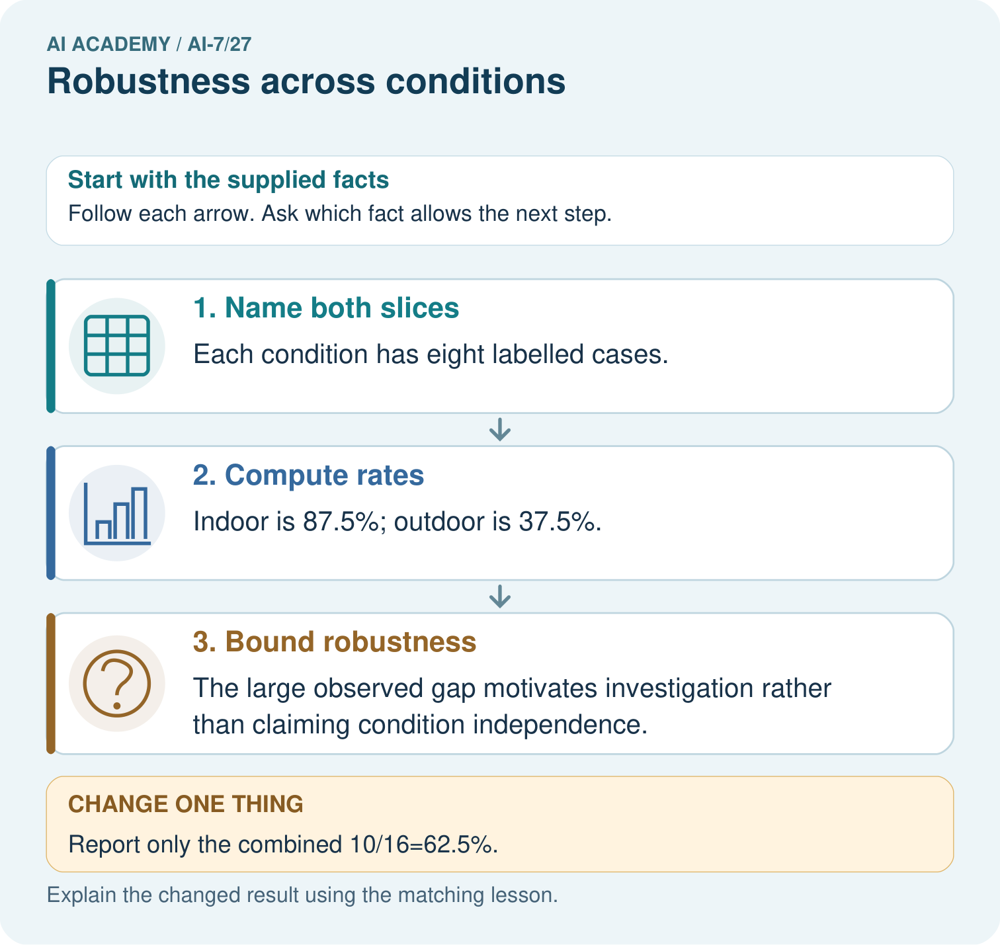 AI ACADEMY / AI-7/27
Robustness across conditions
Start with the supplied facts
Follow each arrow. Ask which fact allows the next step.
1. Name both slices
Each condition has eight labelled cases.
2. Compute rates
Indoor is 87.5%; outdoor is 37.5%.
3. Bound robustness
The large observed gap motivates investigation rather
than claiming condition independence.
CHANGE ONE THING
Report only the combined 10/16=62.5%.
Explain the changed result using the matching lesson.